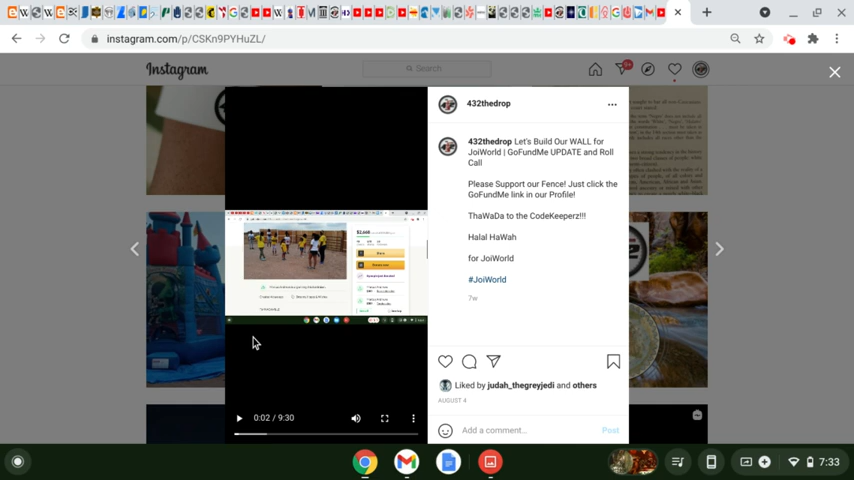 instagram.com/p/CSKn9PYHuZL/
Instagram
Search
432thedrop
432thedrop Let's Build Our WALL for
JoiWorld | GoFundMe UPDATE and Roll
Call
Please Support our Fence! Just click the
GoFundMe link in our Profile!
ThaWaDa to the CodeKeeperz!!!
Halal HaWah
for JoiWorld
#JoiWorld
7w
Liked by judah_thegreyjedi and others
AUGUST 4
0:02 / 9:30
Add a comment...
Post
7:33